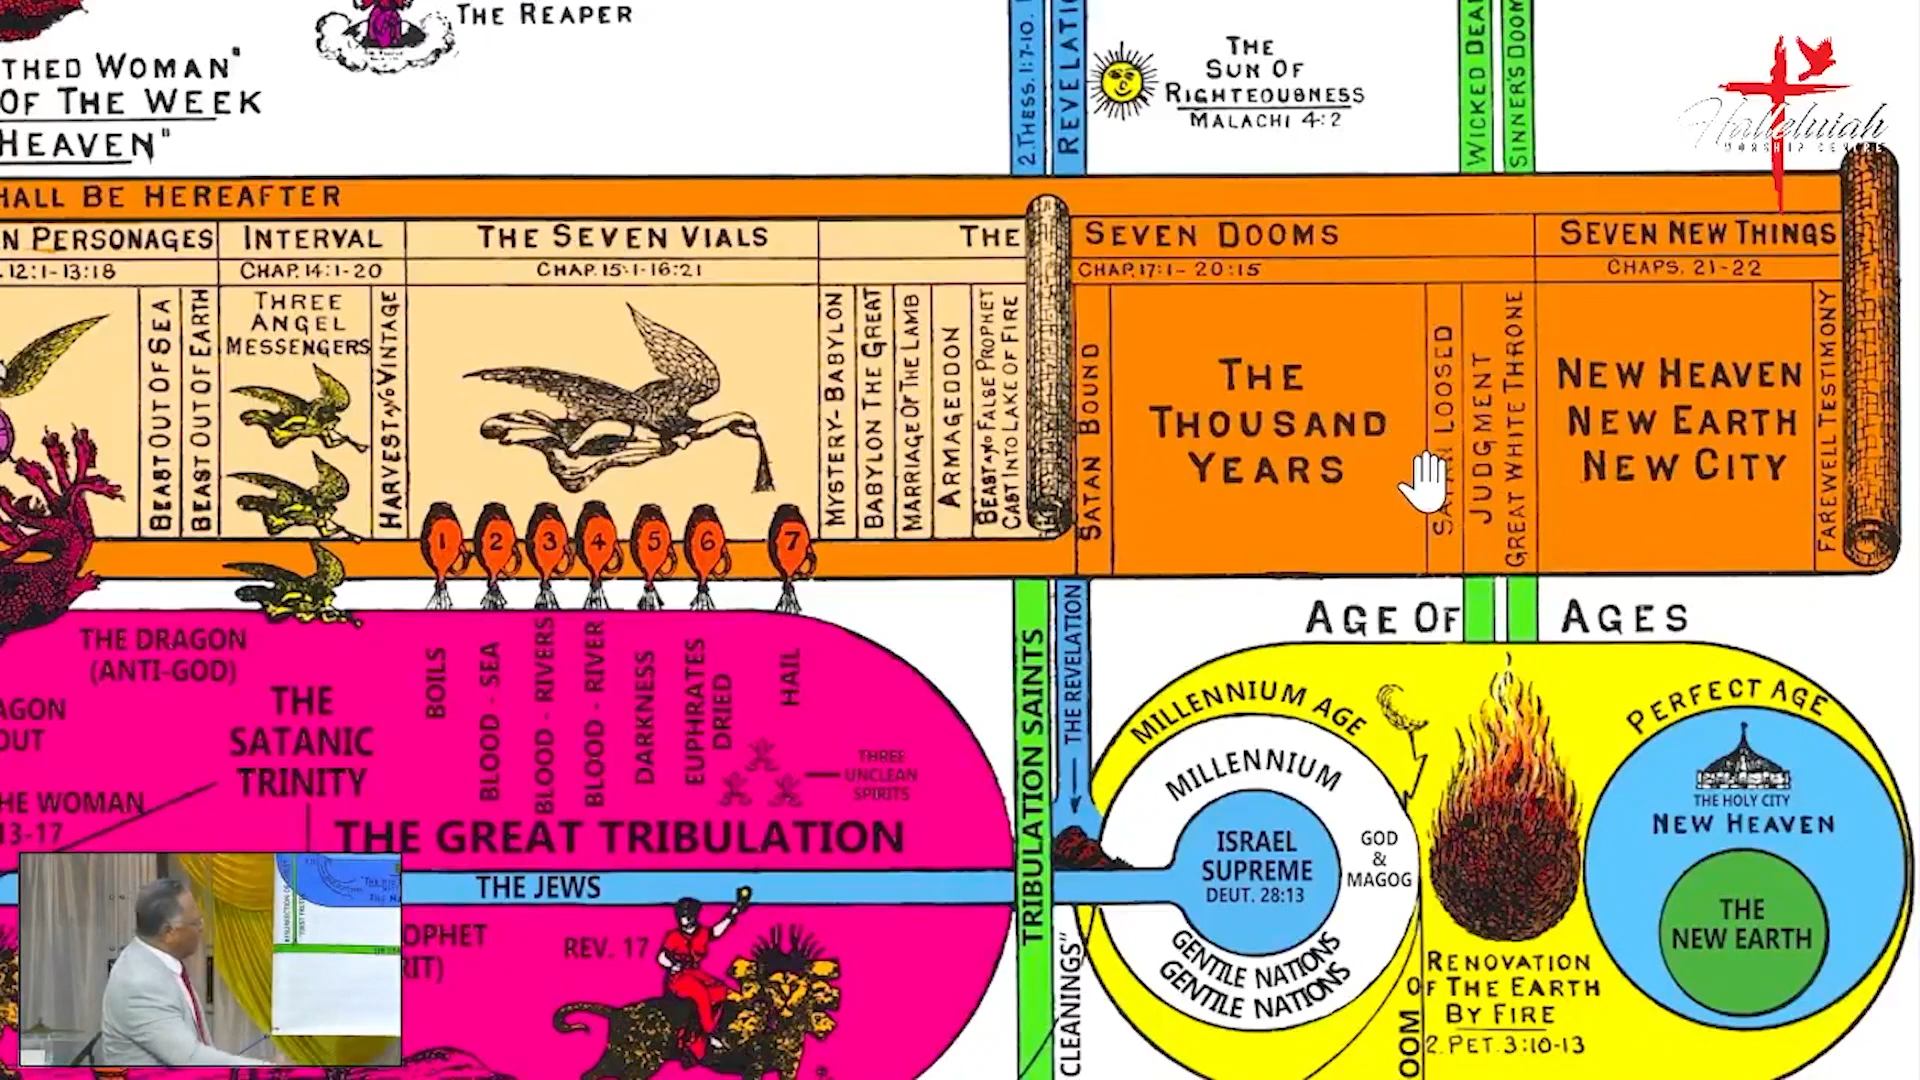 THE REAPER
THED WOMAN"
OF THE WEEK
HEAVEN"
2.THESS. 1:7-10.
REVELATI
THE
SUN OF
RIGHTEOUSNESS
MALACHI 4:2
WICKED DEA
SINNER'S DOOM
Halleluiah
WORSHIP CENTRE
HALL BE HEREAFTER
N PERSONAGES
. 12:1-13:18
INTERVAL
CHAP. 14:1-20
THE SEVEN VIALS
CHAP. 15:1-16:21
THE
SEVEN DOOMS
CHAP. 17:1- 20:15
SEVEN NEW THINGS
CHAPS. 21-22
BEAST OUT OF SEA
BEAST OUT OF EARTH
THREE
ANGEL
MESSENGERS
HARVEST AND VINTAGE
MYSTERY-BABYLON
BABYLON THE GREAT
MARRIAGE OF THE LAMB
ARMAGEDDON
BEAST AND FALSE PROPHET
CAST INTO LAKE OF FIRE
SATAN BOUND
THE
THOUSAND
YEARS
SATAN LOOSED
JUDGMENT
GREAT WHITE THRONE
NEW HEAVEN
NEW EARTH
NEW CITY
FAREWELL TESTIMONY
1 2 3 4 5 6 7
BOILS
BLOOD - SEA
BLOOD - RIVERS
BLOOD - RIVER
DARKNESS
EUPHRATES
DRIED
HAIL
THREE
UNCLEAN
SPIRITS
THE DRAGON
(ANTI-GOD)
AGON
OUT
THE
SATANIC
TRINITY
HE WOMAN
13-17
THE GREAT TRIBULATION
THE JEWS
OPHET
RIT)
REV. 17
TRIBULATION SAINTS
THE REVELATION
CLEANINGS"
AGE OF AGES
MILLENNIUM AGE
MILLENNIUM
ISRAEL
SUPREME
DEUT. 28:13
GOD
&
MAGOG
GENTILE NATIONS
GENTILE NATIONS
OOM O
RENOVATION
OF THE EARTH
BY FIRE
2. PET. 3:10-13
PERFECT AGE
THE HOLY CITY
NEW HEAVEN
THE
NEW EARTH